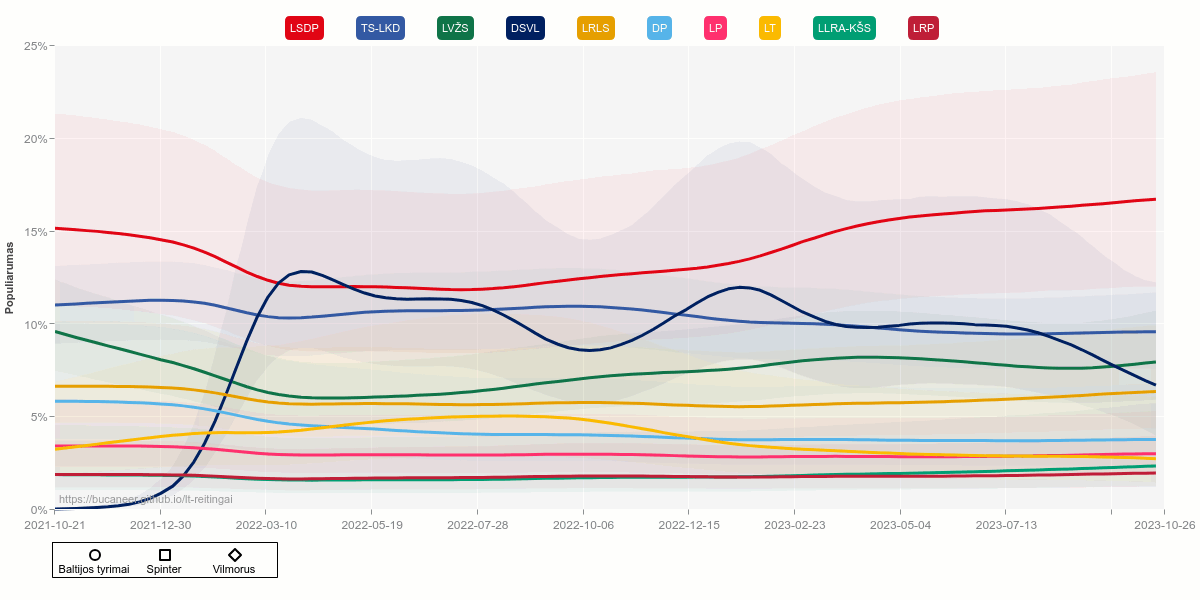 LSDP TS-LKD LVŽS DSVL LRLS DP LP LT LLRA-KŠS LRP
25%
20%
15%
10%
5%
0%
Populiarumas
https://bucaneer.github.io/lt-reitingai
2021-10-21 2021-12-30 2022-03-10 2022-05-19 2022-07-28 2022-10-06 2022-12-15 2023-02-23 2023-05-04 2023-07-13 2023-10-26
Baltijos tyrimai Spinter Vilmorus